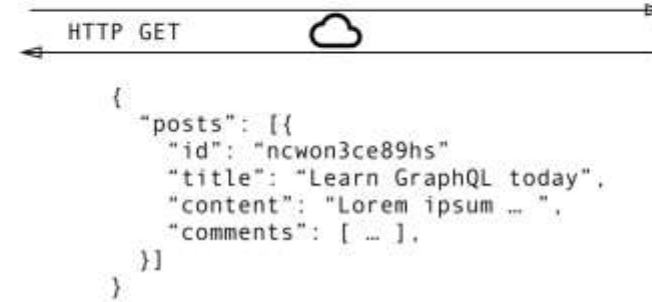 HTTP GET
{
“posts”: [{
“id”: “ncwon3ce89hs”
“title”: “Learn GraphQL today”,
“content”: “Lorem ipsum … ”,
“comments”: [ … ],
}]
}